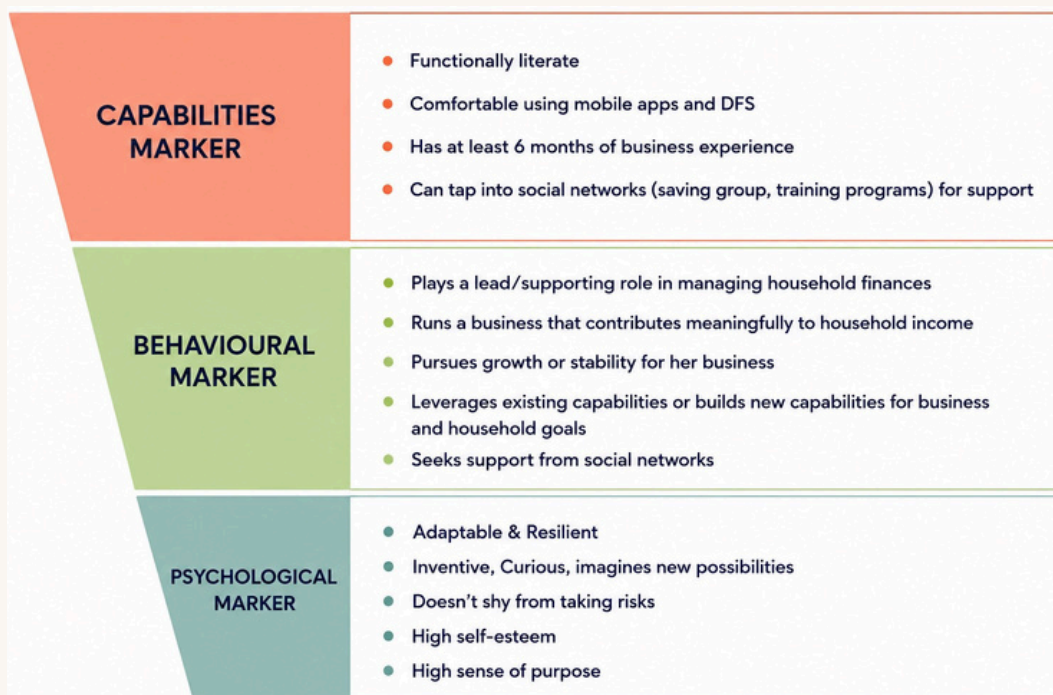 CAPABILITIES
MARKER
Functionally literate
Comfortable using mobile apps and DFS
Has at least 6 months of business experience
Can tap into social networks (saving group, training programs) for support
BEHAVIOURAL
MARKER
Plays a lead/supporting role in managing household finances
Runs a business that contributes meaningfully to household income
Pursues growth or stability for her business
Leverages existing capabilities or builds new capabilities for business
and household goals
Seeks support from social networks
PSYCHOLOGICAL
MARKER
Adaptable & Resilient
Inventive, Curious, imagines new possibilities
Doesn't shy from taking risks
High self-esteem
High sense of purpose